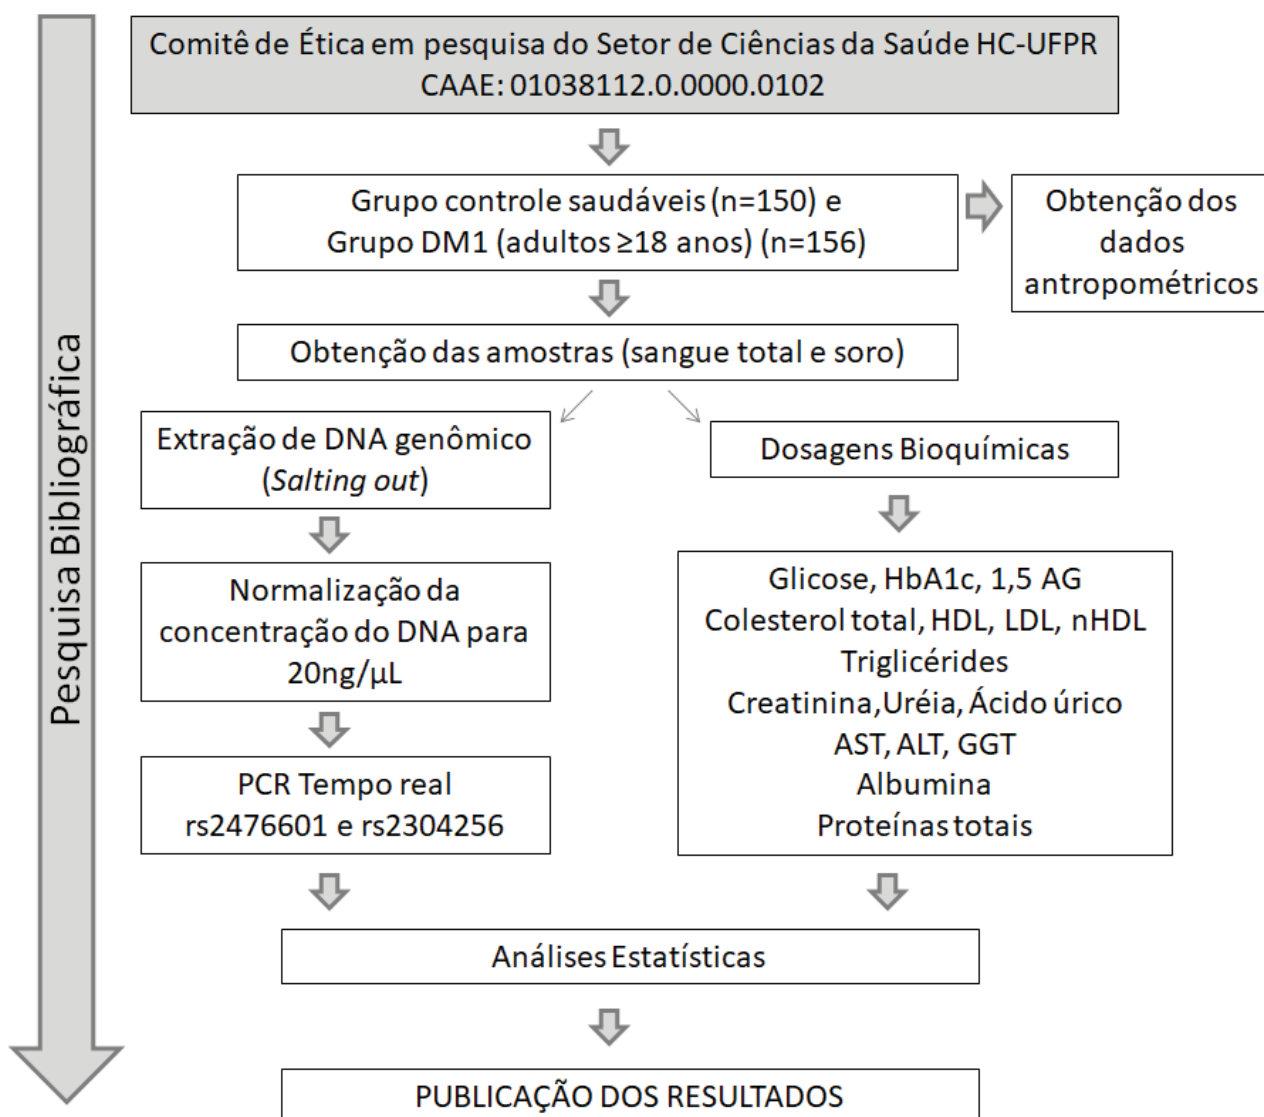 Comitê de Ética em pesquisa do Setor de Ciências da Saúde HC-UFPR
CAAE: 01038112.0.0000.0102
Grupo controle saudáveis (n=150) e
Grupo DM1 (adultos ≥18 anos) (n=156)
Obtenção dos
dados
antropométricos
Obtenção das amostras (sangue total e soro)
Extração de DNA genômico
(Salting out)
Normalização da
concentração do DNA para
20ng/µL
PCR Tempo real
rs2476601 e rs2304256
Dosagens Bioquímicas
Glicose, HbA1c, 1,5 AG
Colesterol total, HDL, LDL, nHDL
Triglicérides
Creatinina,Uréia, Ácido úrico
AST, ALT, GGT
Albumina
Proteínas totais
Análises Estatísticas
PUBLICAÇÃO DOS RESULTADOS
Pesquisa Bibliográfica